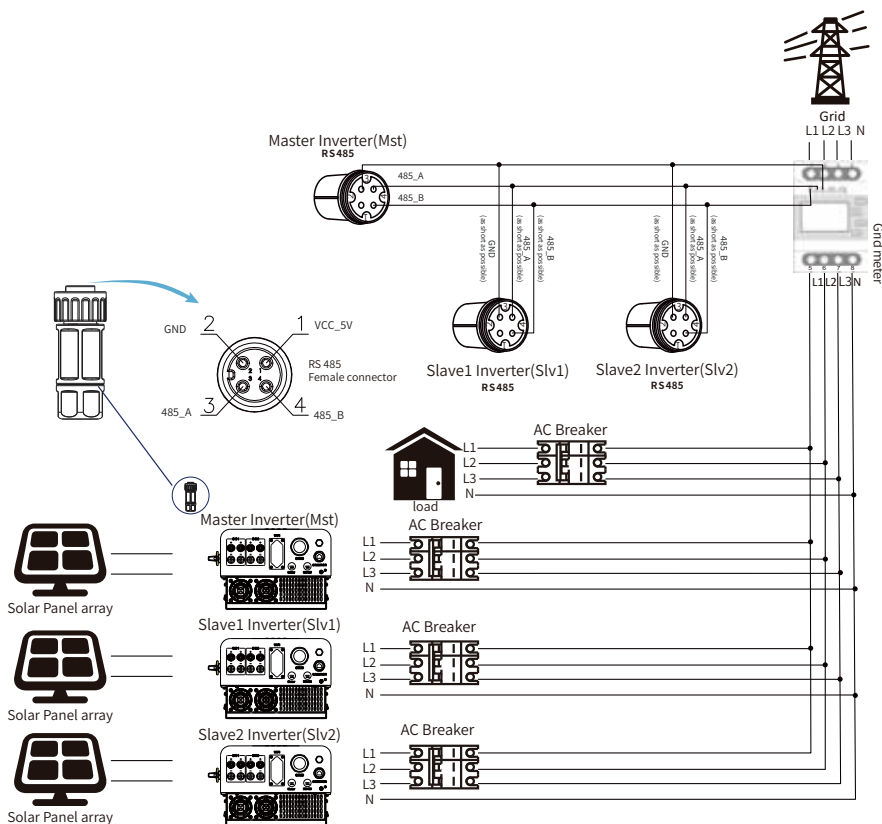 Grid
L1 L2 L3 N
Master Inverter(Mst)
RS485
3
485_A
485_B
GND
(as short as possible)
485_A
(as short as possible)
485_B
(as short as possible)
GND
(as short as possible)
485_A
(as short as possible)
485_B
(as short as possible)
Grid meter
5 6 7 8
L1 L2 L3 N
GND
2
1
VCC_5V
2 1
3 4
RS 485
Female connector
485_A
3
4
485_B
Slave1 Inverter(Slv1)
RS485
Slave2 Inverter(Slv2)
RS485
AC Breaker
L1
L2
L3
N
load
Master Inverter(Mst)
AC Breaker
L1
L2
L3
N
Solar Panel array
Slave1 Inverter(Slv1)
AC Breaker
L1
L2
L3
N
Solar Panel array
Slave2 Inverter(Slv2)
AC Breaker
L1
L2
L3
N
Solar Panel array